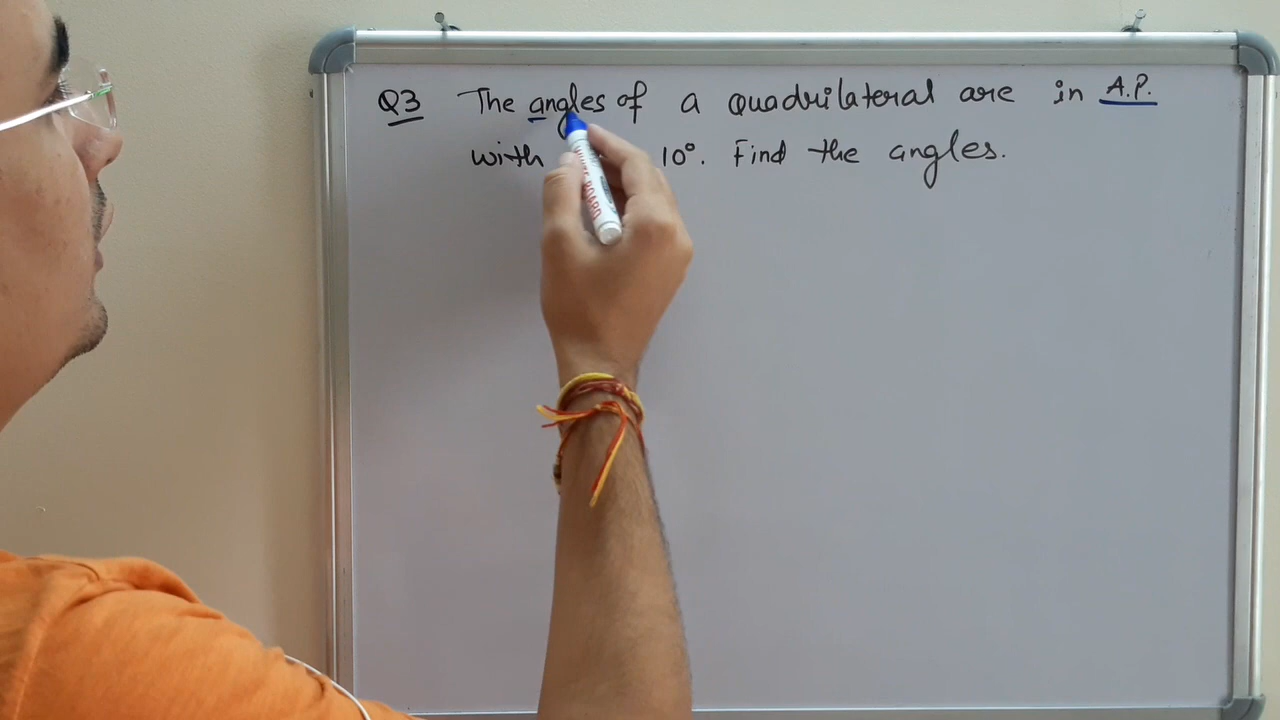 Q3 The angles of a quadrilateral are in A.P.
with 10°. Find the angles.